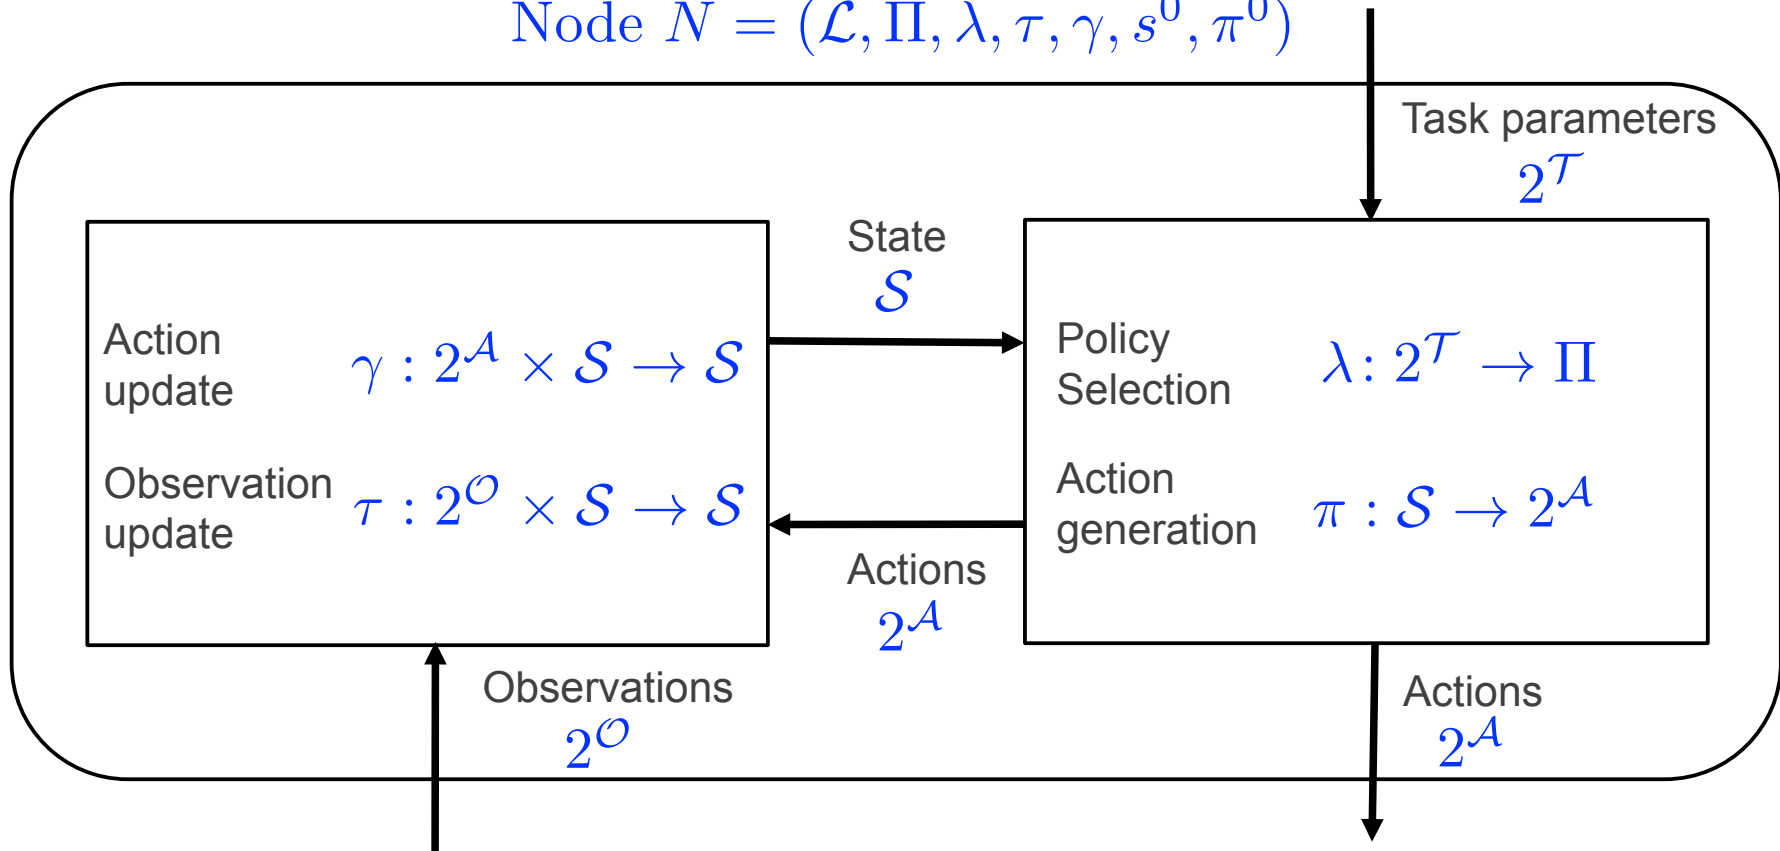 Node N = (ℒ, Π, λ, τ, γ, s⁰, π⁰)
Task parameters
2^𝒯
State
𝒮
Action
update
γ : 2^𝒜 × 𝒮 → 𝒮
Observation
update
τ : 2^𝒪 × 𝒮 → 𝒮
Policy
Selection
λ : 2^𝒯 → Π
Action
generation
π : 𝒮 → 2^𝒜
Actions
2^𝒜
Observations
2^𝒪
Actions
2^𝒜